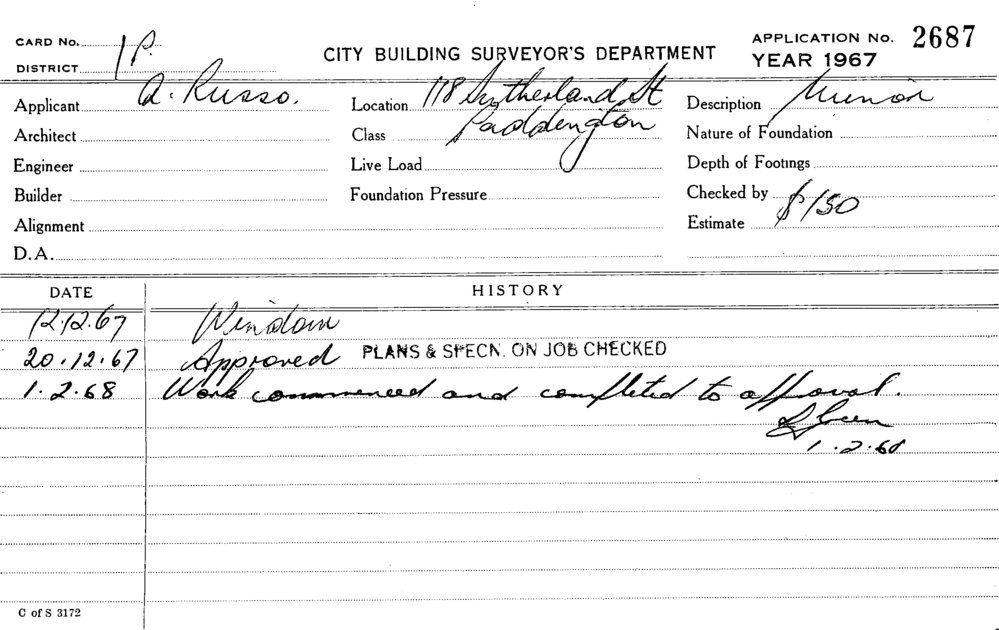 CARD No. 1 P.
DISTRICT
CITY BUILDING SURVEYOR'S DEPARTMENT
APPLICATION No. 2687
YEAR 1967
Applicant A. Russo.
Location 118 Sutherland St
Paddington
Description Minor
Architect
Class
Nature of Foundation
Engineer
Live Load
Depth of Footings
Builder
Foundation Pressure
Checked by
Alignment
Estimate $150
D.A.
DATE HISTORY
12.12.67
20.12.67 Approved PLANS & SPECN. ON JOB CHECKED
1.2.68 Work commenced and completed to approval.
1.2.68
C of S 3172